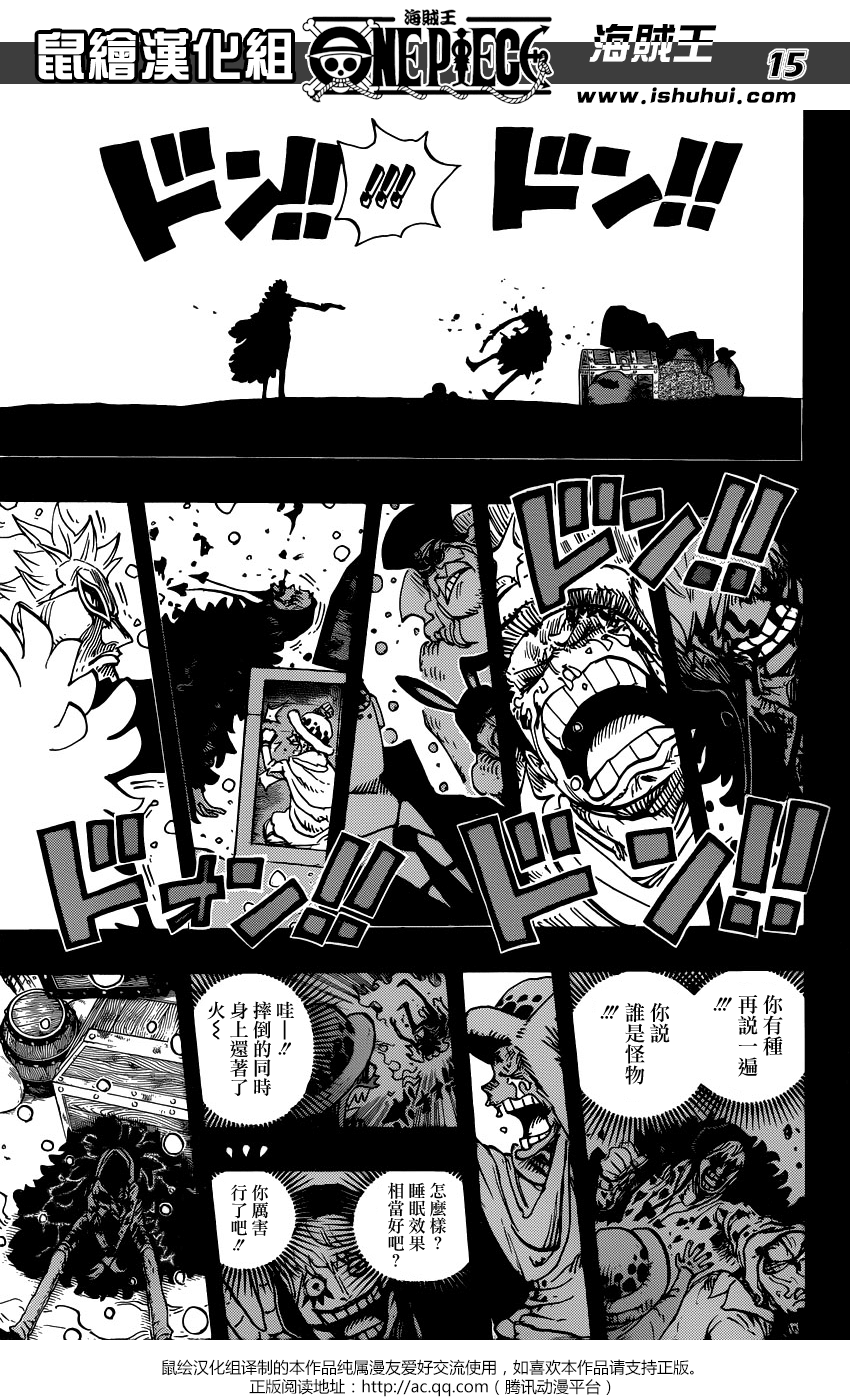 鼠繪漢化組
海賊王
ONE PIECE
海賊王
15
www.ishuhui.com
ドン!!
!!!
ドン!!
ドン!!
ドン!!
ドン!!
ドォン!!
你有種
再說一遍
!!!
你說
誰是怪物
!!!
哇—!!
摔倒的同時
身上還著了
火~
怎麼樣？
睡眠效果
相當好吧？
你厲害
行了吧!!
鼠绘汉化组译制的本作品纯属漫友爱好交流使用，如喜欢本作品请支持正版。
正版阅读地址：http://ac.qq.com（腾讯动漫平台）